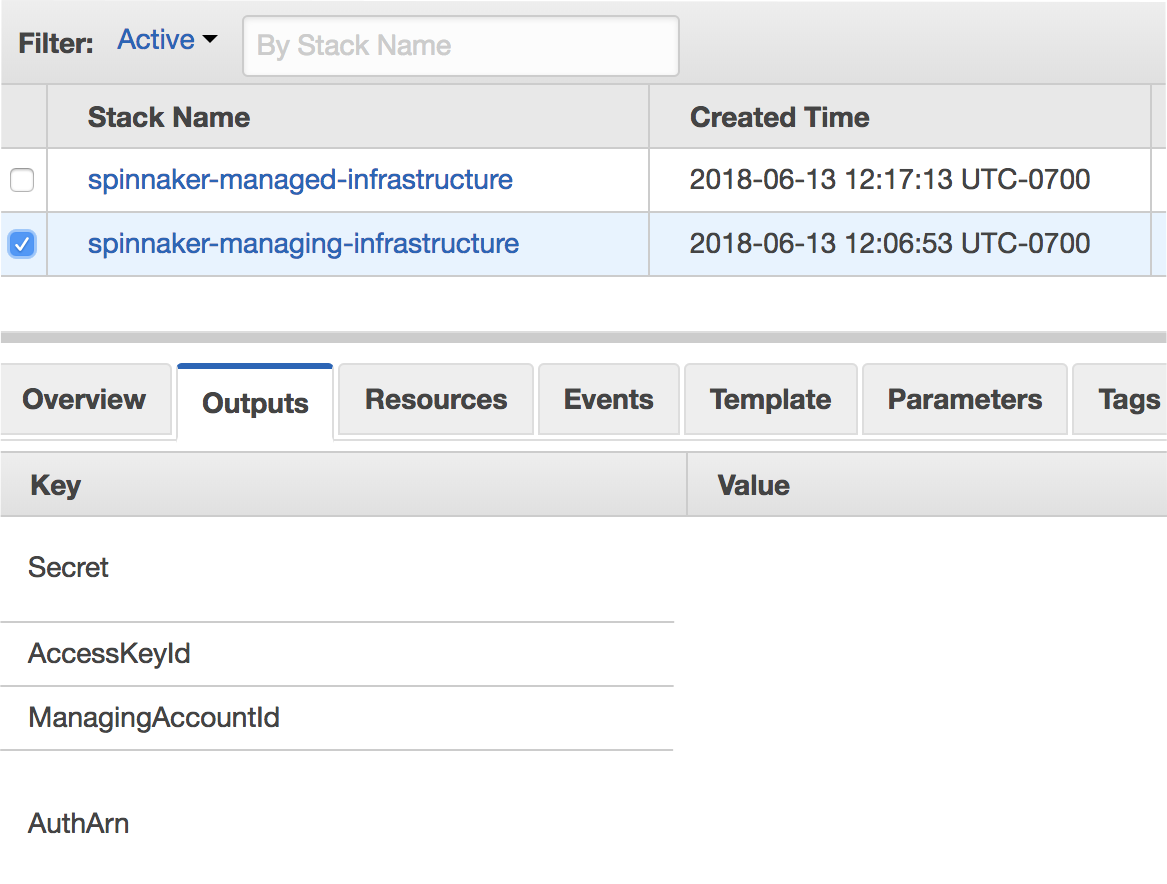 Filter: Active By Stack Name
Stack Name Created Time
spinnaker-managed-infrastructure 2018-06-13 12:17:13 UTC-0700
spinnaker-managing-infrastructure 2018-06-13 12:06:53 UTC-0700
Overview Outputs Resources Events Template Parameters Tags
Key Value
Secret
AccessKeyId
ManagingAccountId
AuthArn